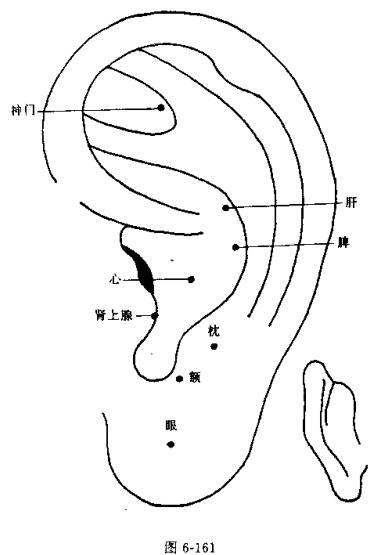 神门
肝
脾
心
肾上腺
枕
额
眼
图 6-161